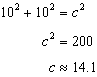 10² + 10² = c²
c² = 200
c ≈ 14.1